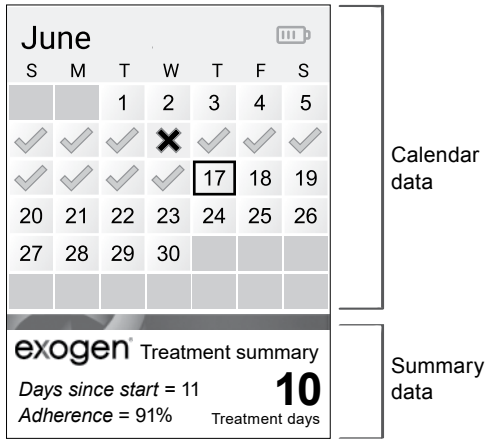 June
S M T W T F S
1 2 3 4 5
17 18 19
20 21 22 23 24 25 26
27 28 29 30
Calendar
data
exogen Treatment summary
Days since start = 11
Adherence = 91%
10
Treatment days
Summary
data